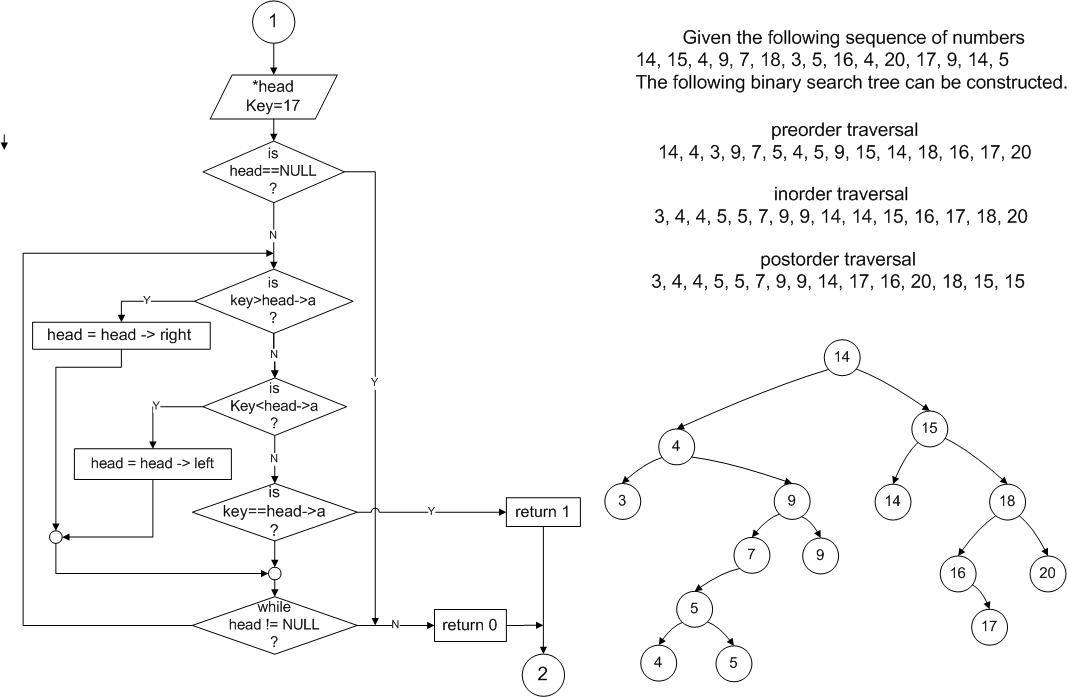 1
*head
Key=17
is
head==NULL
?
N
is
key>head->a
?
Y
head = head -> right
N
is
Key<head->a
?
Y
Y
head = head -> left
N
is
key==head->a
?
Y
return 1
while
head != NULL
?
N
return 0
2
Given the following sequence of numbers
14, 15, 4, 9, 7, 18, 3, 5, 16, 4, 20, 17, 9, 14, 5
The following binary search tree can be constructed.
preorder traversal
14, 4, 3, 9, 7, 5, 4, 5, 9, 15, 14, 18, 16, 17, 20
inorder traversal
3, 4, 4, 5, 5, 7, 9, 9, 14, 14, 15, 16, 17, 18, 20
postorder traversal
3, 4, 4, 5, 5, 7, 9, 9, 14, 17, 16, 20, 18, 15, 15
14
4
15
3
9
14
18
7
9
16
20
5
17
4
5